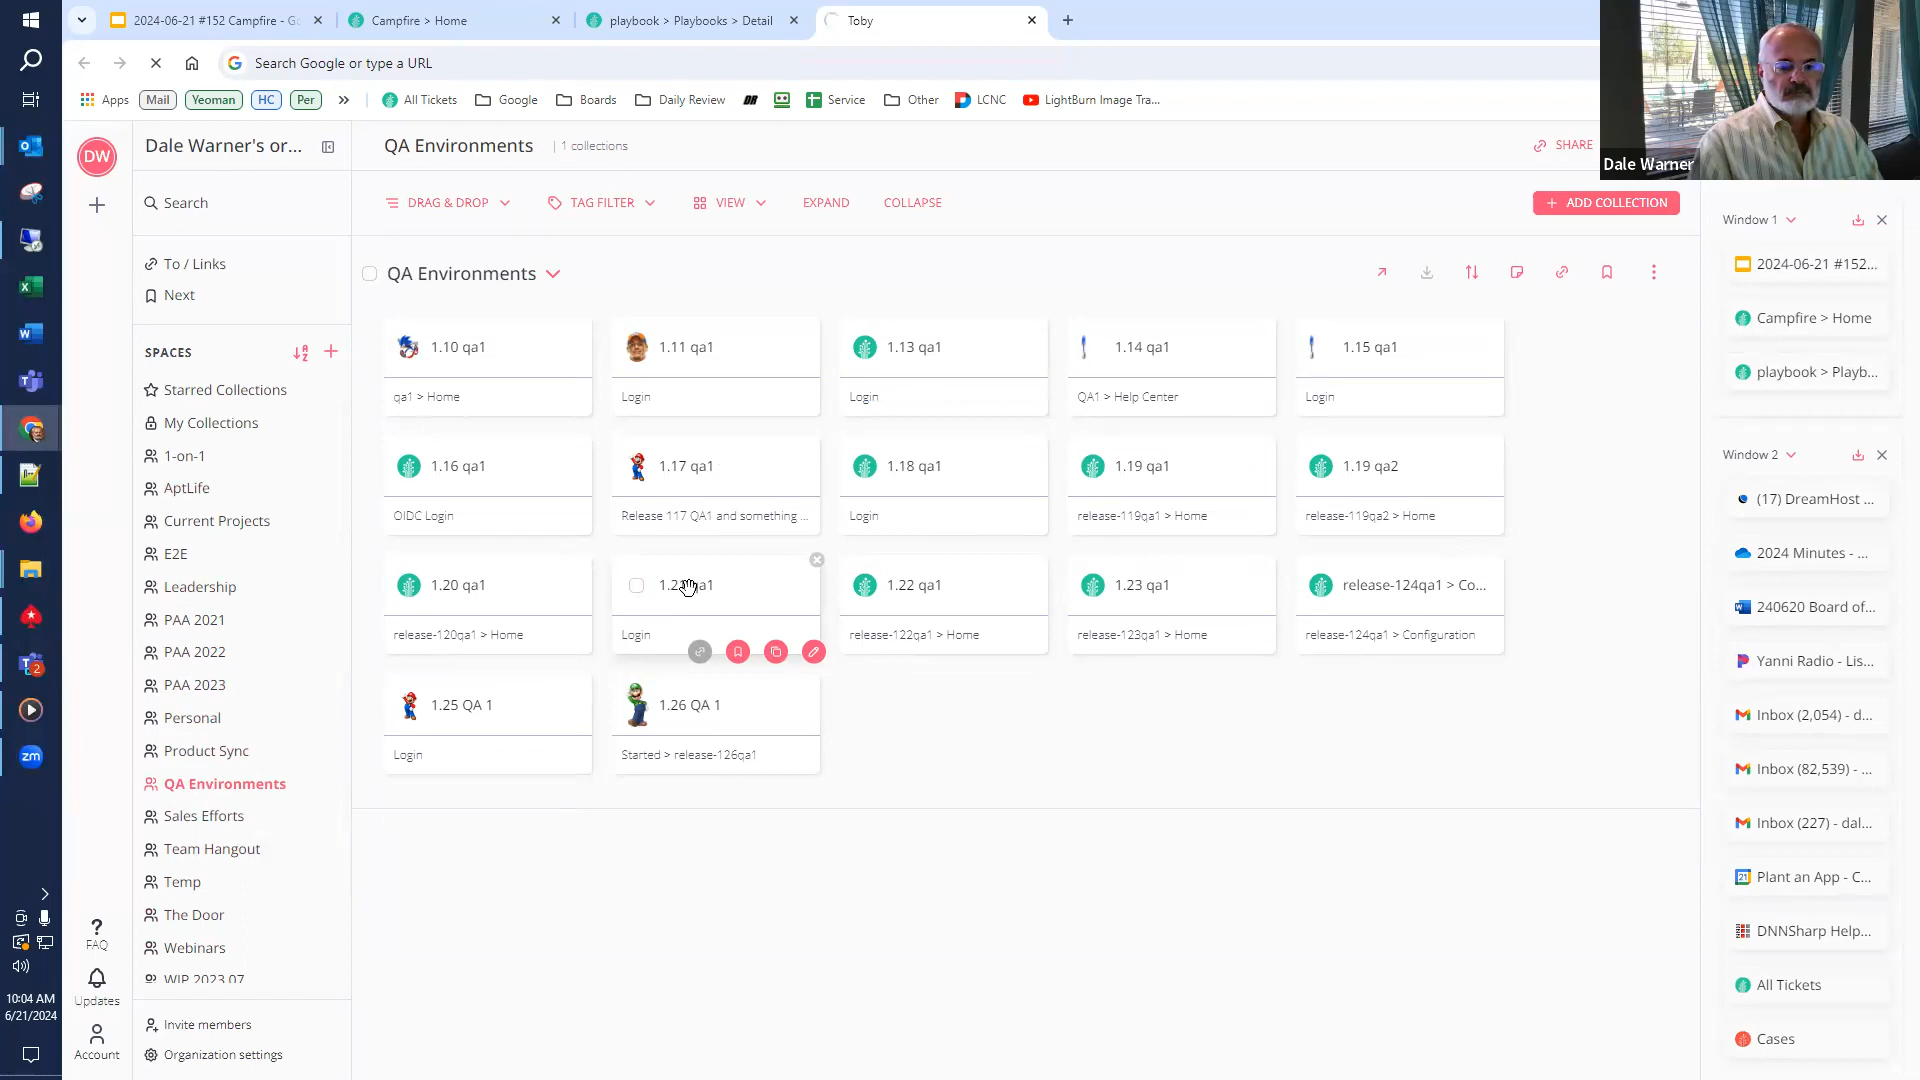 2024-06-21 #152 Campfire - Go
Campfire > Home
playbook > Playbooks > Detail
Toby
Search Google or type a URL
Apps
Mail
Yeoman
HC
Per
All Tickets
Google
Boards
Daily Review
Service
Other
LCNC
LightBurn Image Tra...
Dale Warner
DW
Dale Warner's or...
QA Environments
| 1 collections
SHARE
Search
DRAG & DROP
TAG FILTER
VIEW
EXPAND
COLLAPSE
ADD COLLECTION
To / Links
Next
SPACES
Starred Collections
My Collections
1-on-1
AptLife
Current Projects
E2E
Leadership
PAA 2021
PAA 2022
PAA 2023
Personal
Product Sync
QA Environments
Sales Efforts
Team Hangout
Temp
The Door
Webinars
WIP 2023 07
Invite members
Organization settings
FAQ
Updates
Account
QA Environments
1.10 qa1
qa1 > Home
1.11 qa1
Login
1.13 qa1
Login
1.14 qa1
QA1 > Help Center
1.15 qa1
Login
1.16 qa1
OIDC Login
1.17 qa1
Release 117 QA1 and something ...
1.18 qa1
Login
1.19 qa1
release-119qa1 > Home
1.19 qa2
release-119qa2 > Home
1.20 qa1
release-120qa1 > Home
Login
1.22 qa1
release-122qa1 > Home
1.23 qa1
release-123qa1 > Home
release-124qa1 > Co...
release-124qa1 > Configuration
1.25 QA 1
Login
1.26 QA 1
Started > release-126qa1
Window 1
2024-06-21 #152...
Campfire > Home
playbook > Playb...
Window 2
(17) DreamHost ...
2024 Minutes - ...
240620 Board of...
Yanni Radio - Lis...
Inbox (2,054) - d...
Inbox (82,539) - ...
Inbox (227) - dal...
Plant an App - C...
DNNSharp Help...
All Tickets
Cases
2
zm
10:04 AM
6/21/2024